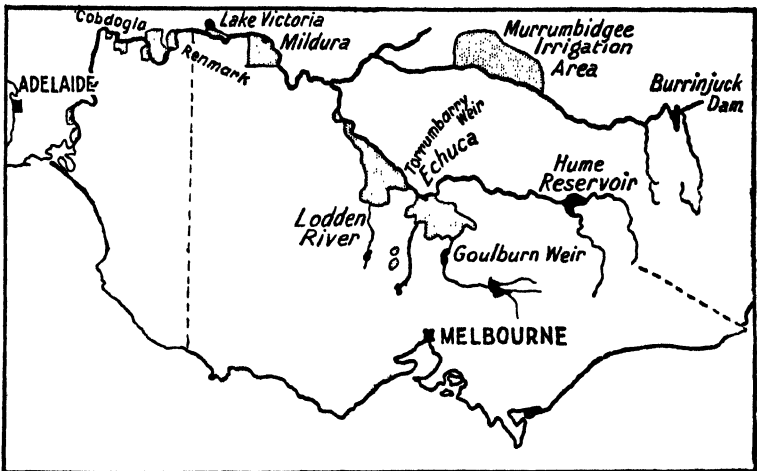 Cobdogla
Lake Victoria
Mildura
Renmark
ADELAIDE
Murrumbidgee
Irrigation
Area
Burrinjuck
Dam
Torrumbarry Weir
Echuca
Hume
Reservoir
Lodden
River
Goulburn Weir
MELBOURNE